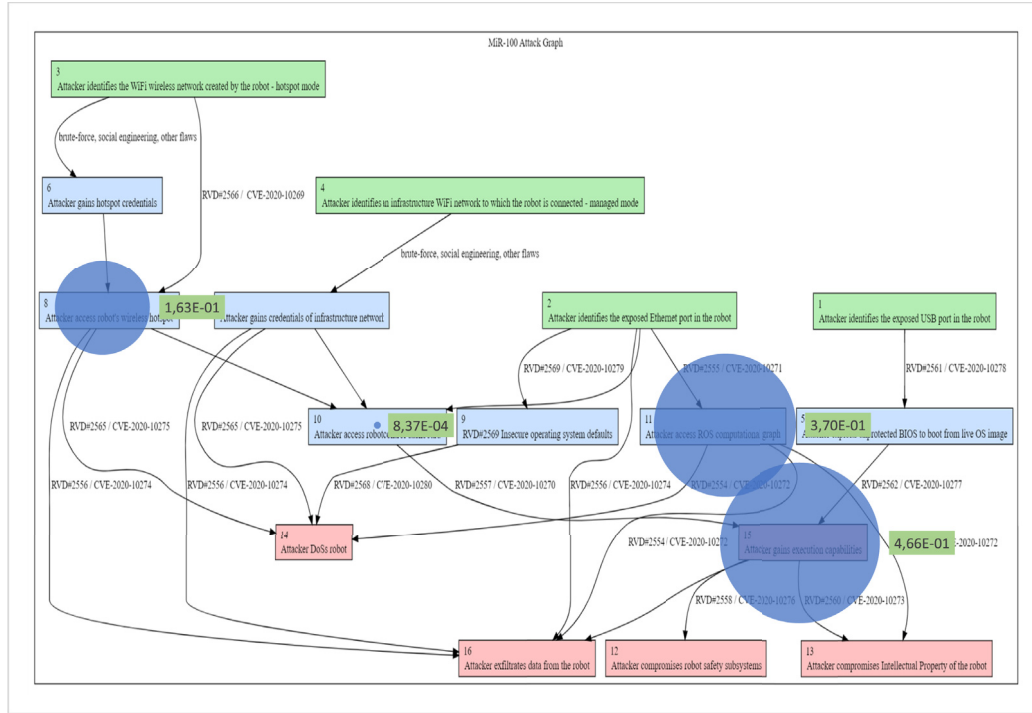 MiR-100 Attack Graph
3
Attacker identifies the WiFi wireless network created by the robot - hotspot mode
brute-force, social engineering, other flaws
RVD#2566 / CVE-2020-10269
6
Attacker gains hotspot credentials
4
Attacker identifies in infrastructure WiFi network to which the robot is connected - managed mode
brute-force, social engineering, other flaws
8
Attacker access robot's wireless hotspot
1,63E-01
Attacker gains credentials of infrastructure networl
2
Attacker identifies the exposed Ethernet port in the robot
1
Attacker identifies the exposed USB port in the robot
RVD#2569 / CVE-2020-10279
RVD#2555 / CVE-2020-10271
RVD#2561 / CVE-2020-10278
10
Attacker access
8,37E-04
9
RVD#2569 Insecure operating system defaults
11
Attacker access ROS computational graph
3,70E-01
5
protected BIOS to boot from live OS image
RVD#2565 / CVE-2020-10275
RVD#2565 / CVE-2020-10275
RVD#2556 / CVE-2020-10274
RVD#2556 / CVE-2020-10274
RVD#2568 / C/E-2020-10280
RVD#2557 / CVE-2020-10270
RVD#2556 / CVE-2020-10274
RVD#2554 / CVE-2020-10272
RVD#2562 / CVE-2020-10277
14
Attacker DoSs robot
RVD#2554 / CVE-2020-10272
15
Attacker gains execution capabilities
4,66E-01
E-2020-10272
RVD#2558 / CVE-2020-10276
RVD#2560 / CVE-2020-10273
16
Attacker exfiltrates data from the robot
12
Attacker compromises robot safety subsystems
13
Attacker compromises Intellectual Property of the robot